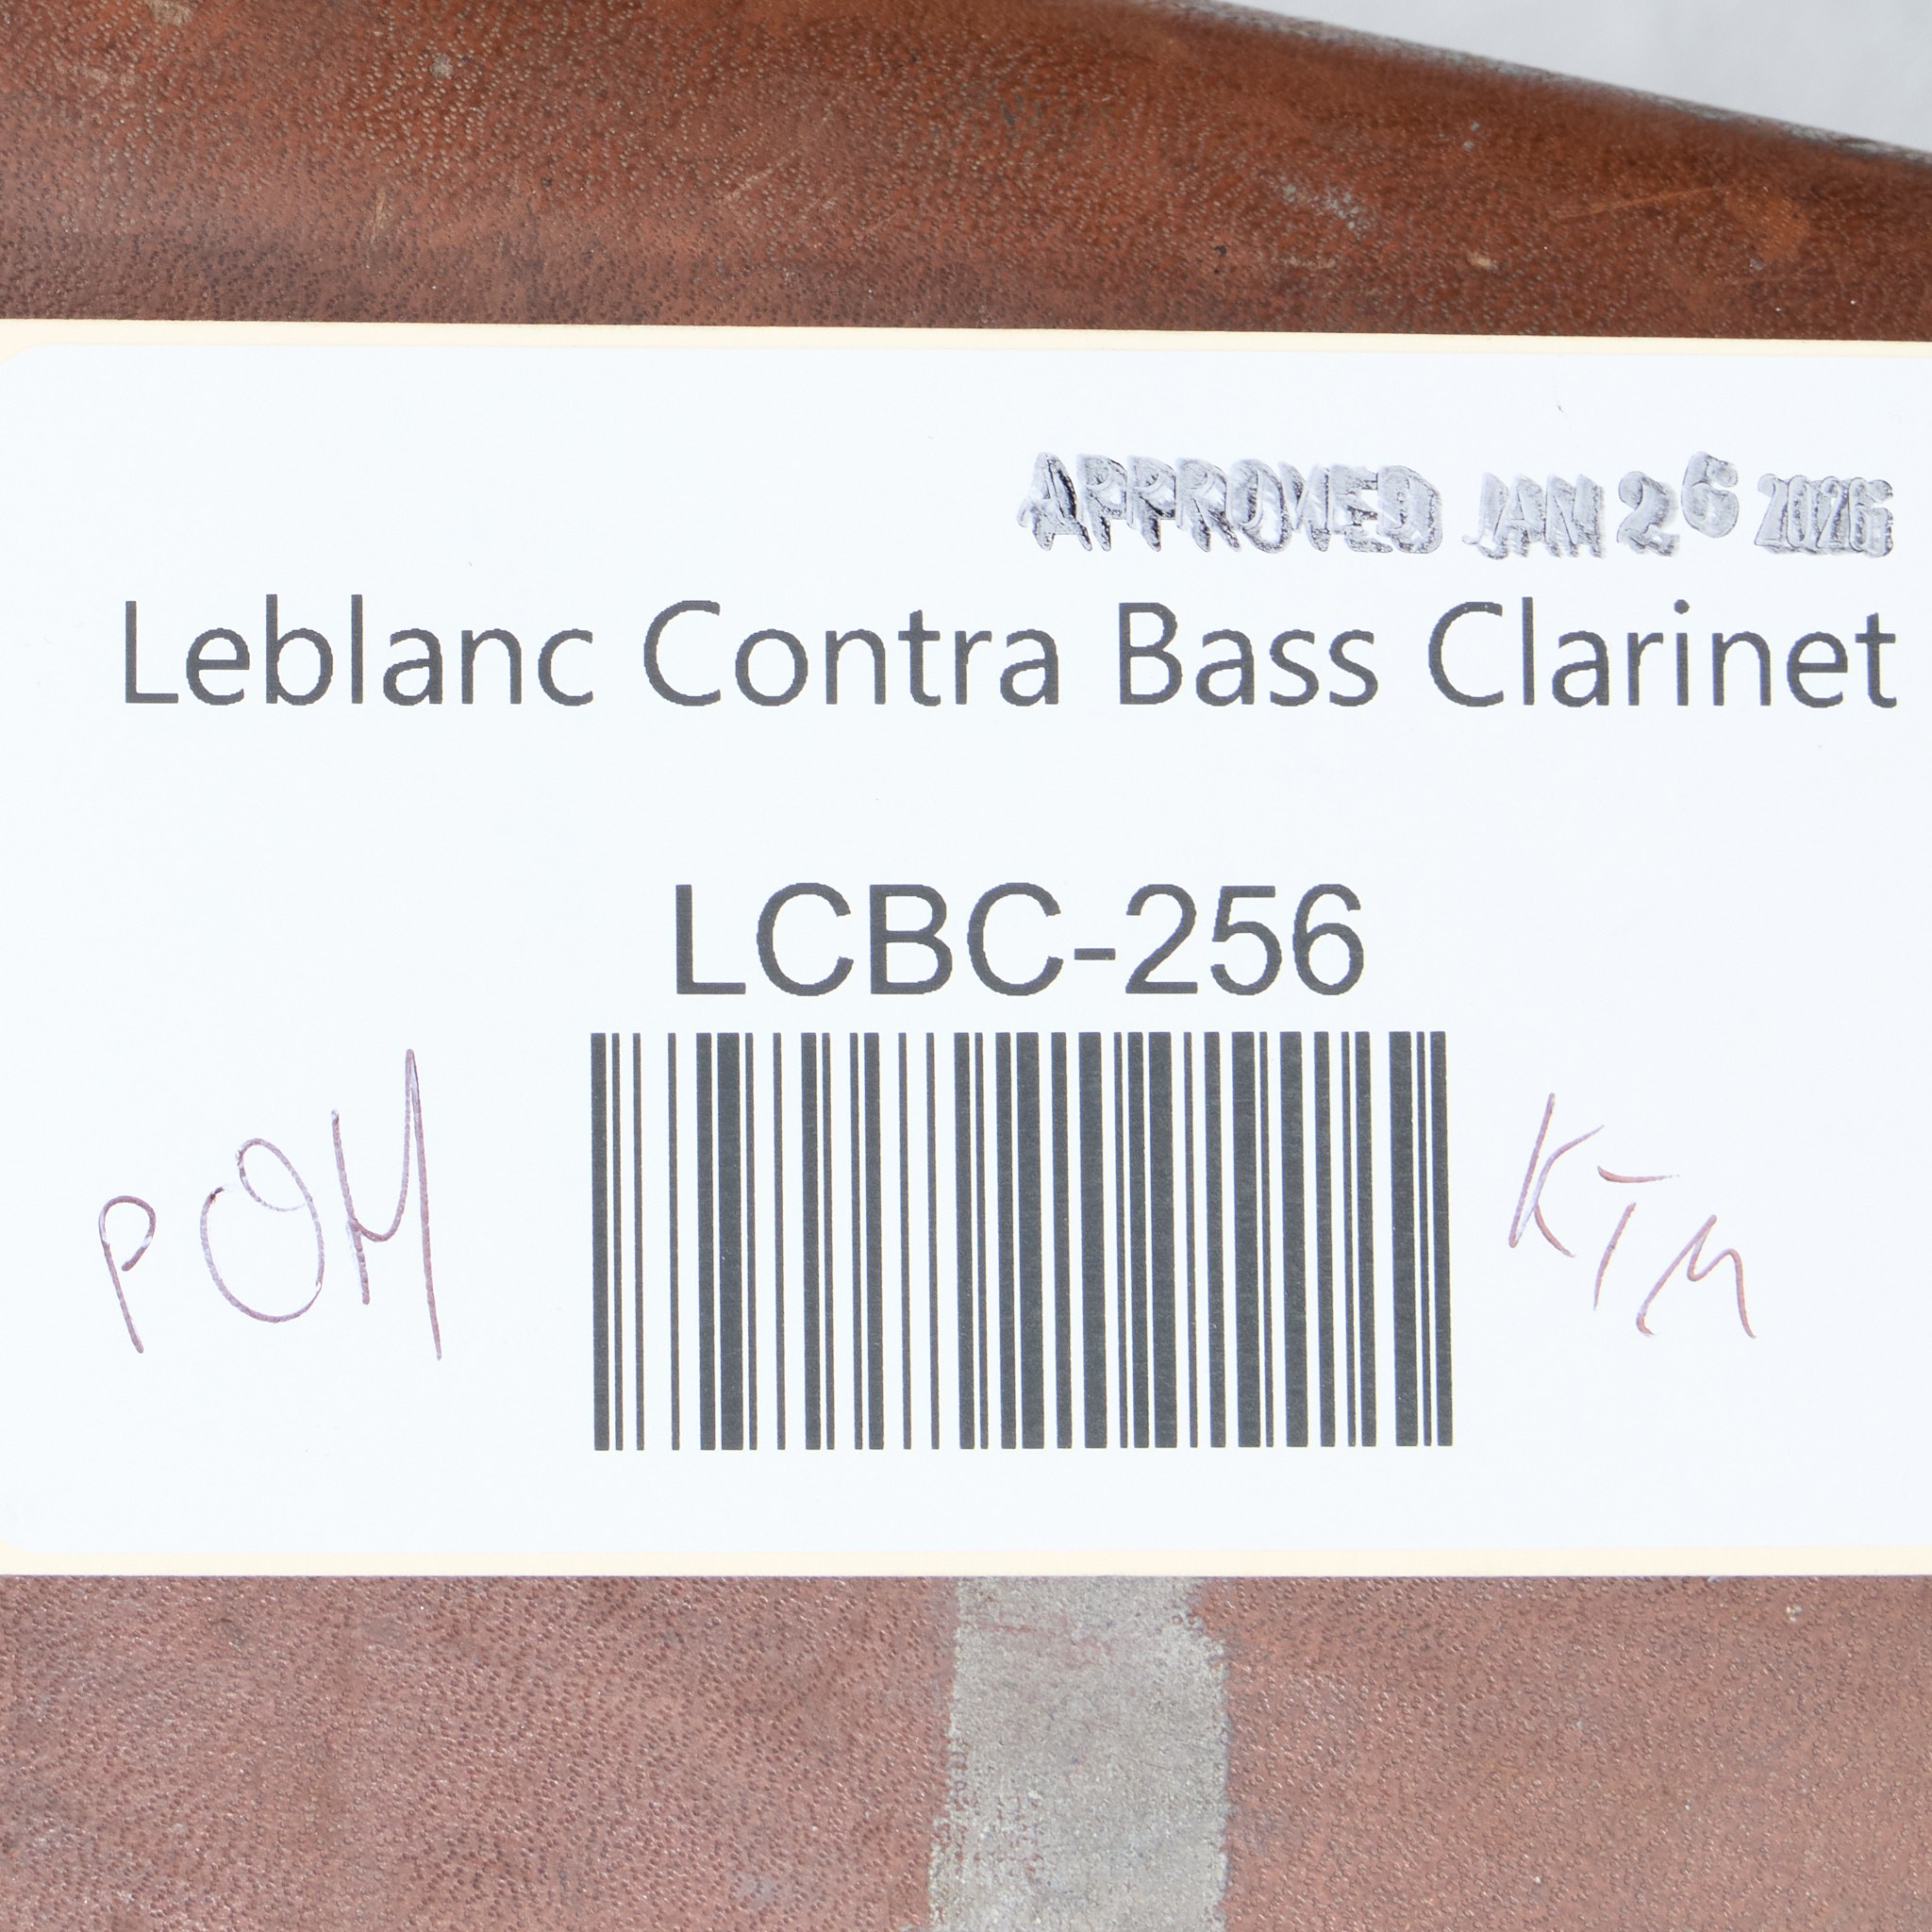 APPROVED JAN 26 2026
Leblanc Contra Bass Clarinet
LCBC-256
POM
KTM